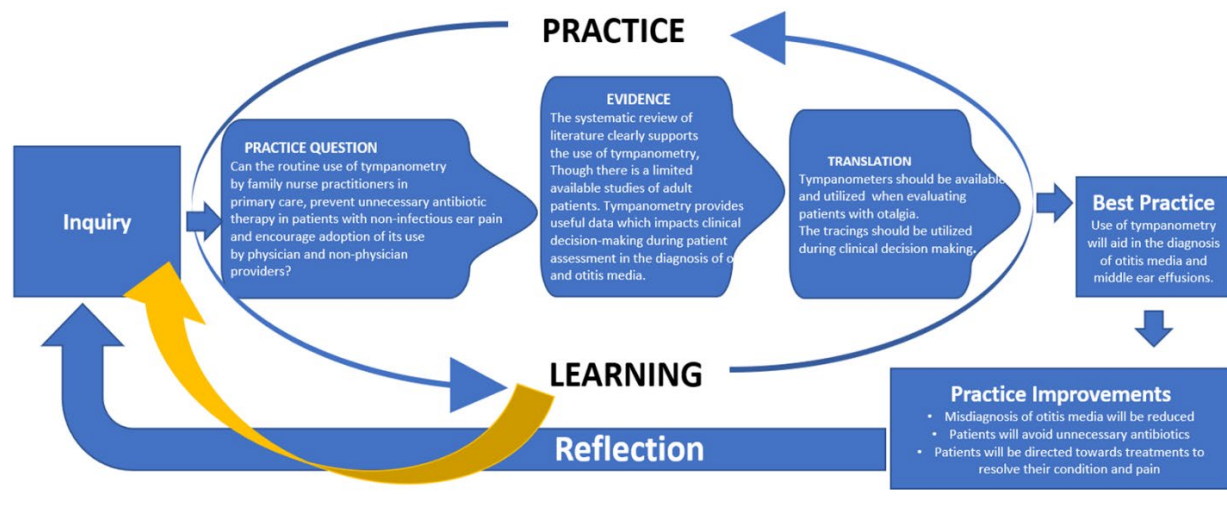 PRACTICE
Inquiry
PRACTICE QUESTION
Can the routine use of tympanometry
by family nurse practitioners in
primary care, prevent unnecessary antibiotic
therapy in patients with non-infectious ear pain
and encourage adoption of its use
by physician and non-physician
providers?
EVIDENCE
The systematic review of
literature clearly supports
the use of tympanometry,
Though there is a limited
available studies of adult
patients. Tympanometry provides
useful data which impacts clinical
decision-making during patient
assessment in the diagnosis of o
and otitis media.
TRANSLATION
Tympanometers should be available
and utilized when evaluating
patients with otalgia.
The tracings should be utilized
during clinical decision making.
Best Practice
Use of tympanometry
will aid in the diagnosis
of otitis media and
middle ear effusions.
LEARNING
Practice Improvements
• Misdiagnosis of otitis media will be reduced
• Patients will avoid unnecessary antibiotics
• Patients will be directed towards treatments to
resolve their condition and pain
Reflection